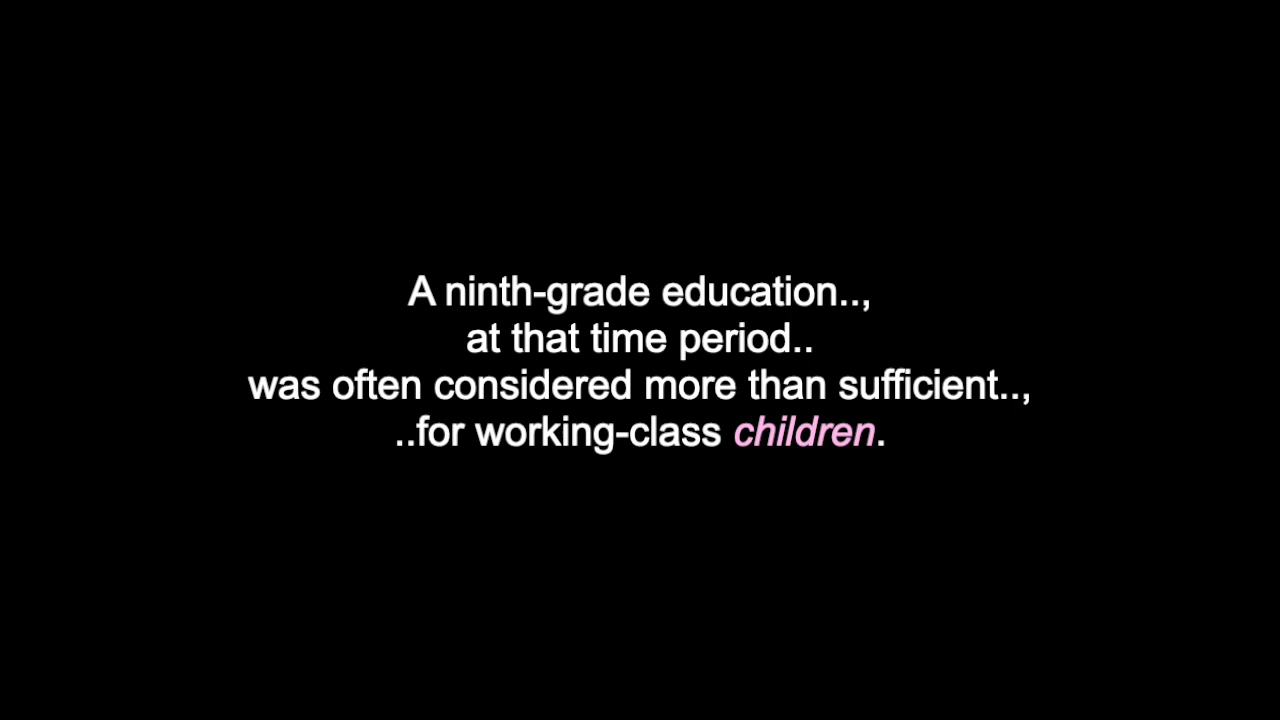 A ninth-grade education..,
at that time period..
was often considered more than sufficient..,
..for working-class children.